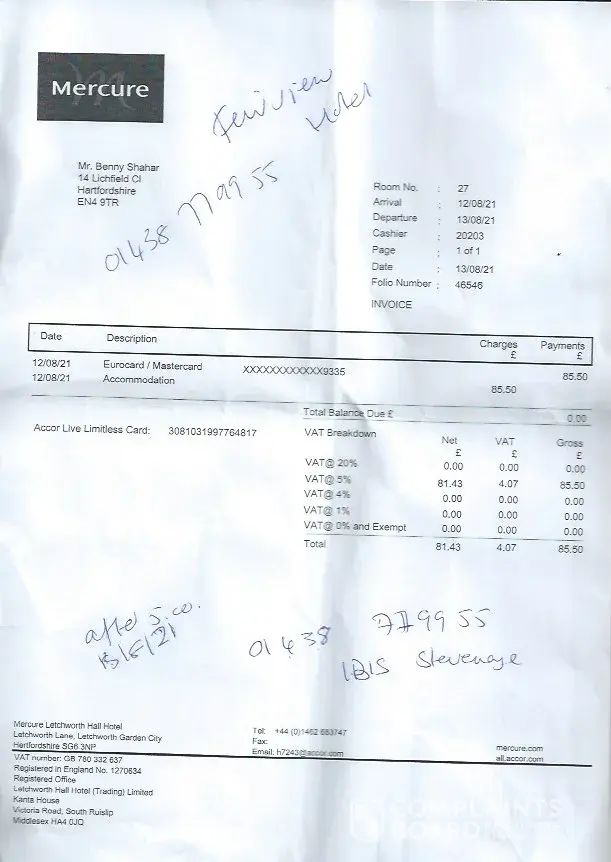 Mercure
Hotel
01438
Mr. Benny Shahar
14 Lichfield Cl
Hartfordshire
EN4 9TR
Room No. : 27
Arrival : 12/08/21
Departure : 13/08/21
Cashier : 20203
Page : 1 of 1
Date : 13/08/21
Folio Number : 46546
INVOICE
Date Description Charges £ Payments £
12/08/21 Eurocard / Mastercard XXXXXXXXXXXX9335 85.50
12/08/21 Accommodation 85.50
Total Balance Due £ 0.00
Accor Live Limitless Card: 3081031997764817
VAT Breakdown Net £ VAT £ Gross £
VAT@ 20% 0.00 0.00 0.00
VAT@ 5% 81.43 4.07 85.50
VAT@ 4% 0.00 0.00 0.00
VAT@ 1% 0.00 0.00 0.00
VAT@ 0% and Exempt 0.00 0.00 0.00
Total 81.43 4.07 85.50
after 5.00.
01438
IBIS Stevenage
Mercure Letchworth Hall Hotel
Letchworth Lane, Letchworth Garden City
Hertfordshire SG6 3NP
Tel: +44 (0)1462 683747
Fax:
Email: h7243@accor.com
mercure.com
all.accor.com
VAT number: GB 780 332 637
Registered in England No. 1270634
Registered Office
Letchworth Hall Hotel (Trading) Limited
Kanta House
Victoria Road, South Ruislip
Middlesex HA4 0JQ